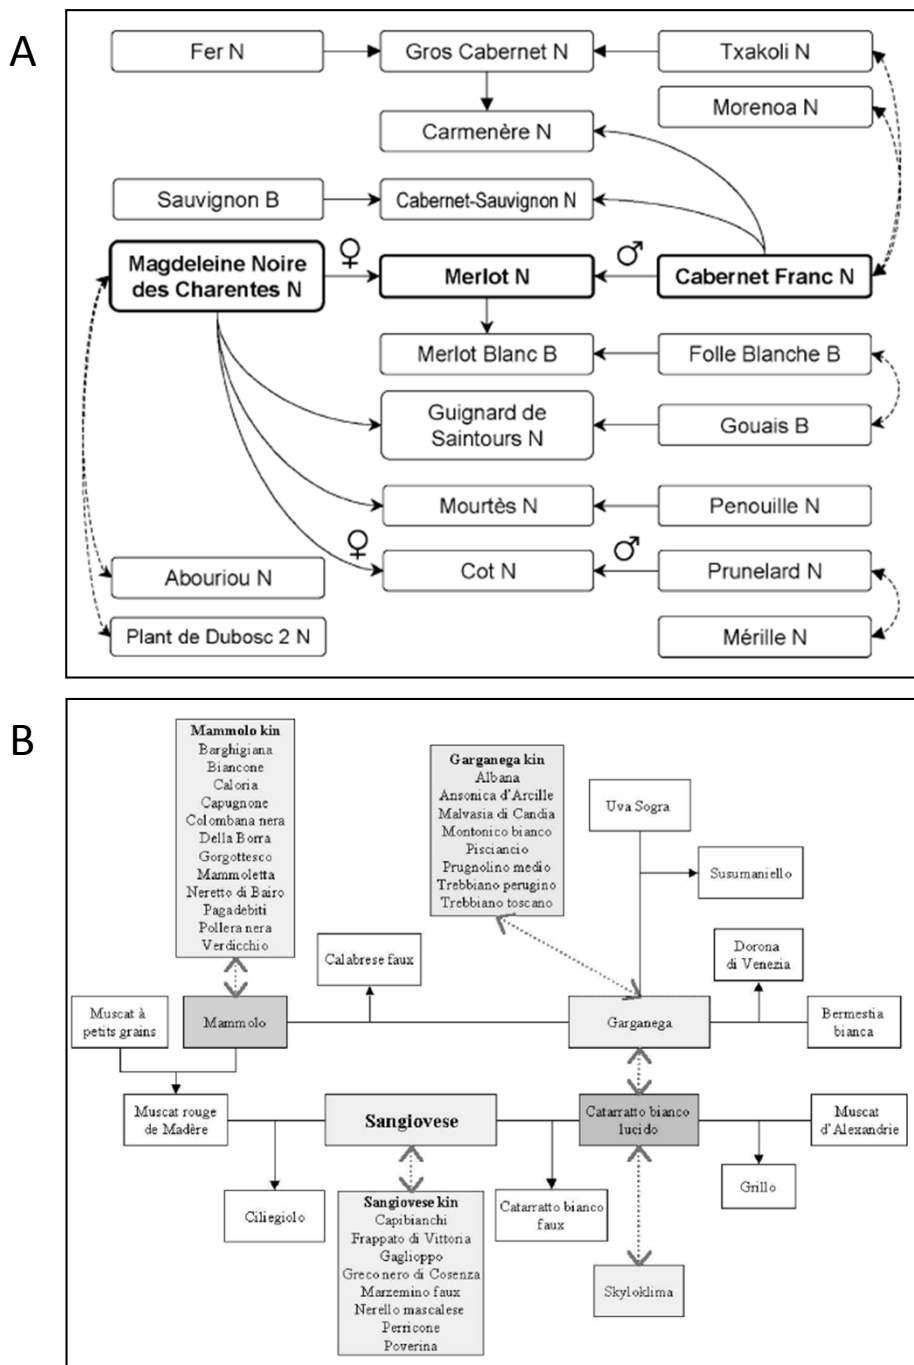 A
Fer N
Gros Cabernet N
Txakoli N
Morenoa N
Carmenère N
Sauvignon B
Cabernet-Sauvignon N
Magdeleine Noire
des Charentes N
♀
Merlot N
♂
Cabernet Franc N
Merlot Blanc B
Folle Blanche B
Guignard de
Saintours N
Gouais B
Mourtès N
Penouille N
♀
♂
Abouriou N
Cot N
Prunelard N
Plant de Dubosc 2 N
Mérille N
B
Mammolo kin
Barghigiana
Biancone
Caloria
Capugnone
Colombana nera
Della Borra
Gorgottesco
Mammoletta
Neretto di Bairo
Pagadebiti
Pollera nera
Verdicchio
Garganega kin
Albana
Ansonica d'Arcille
Malvasia di Candia
Montonico bianco
Pisciancio
Prugnolino medio
Trebbiano perugino
Trebbiano toscano
Uva Sogra
Susumaniello
Calabrese faux
Dorona
di Venezia
Muscat à
petits grains
Mammolo
Garganega
Bermestia
bianca
Muscat rouge
de Madère
Sangiovese
Catarratto bianco
lucido
Muscat
d'Alexandrie
Ciliegiolo
Catarratto bianco
faux
Grillo
Sangiovese kin
Capibianchi
Frappato di Vittoria
Gaglioppo
Greco nero di Cosenza
Marzemino faux
Nerello mascalese
Perricone
Poverina
Skyloklima